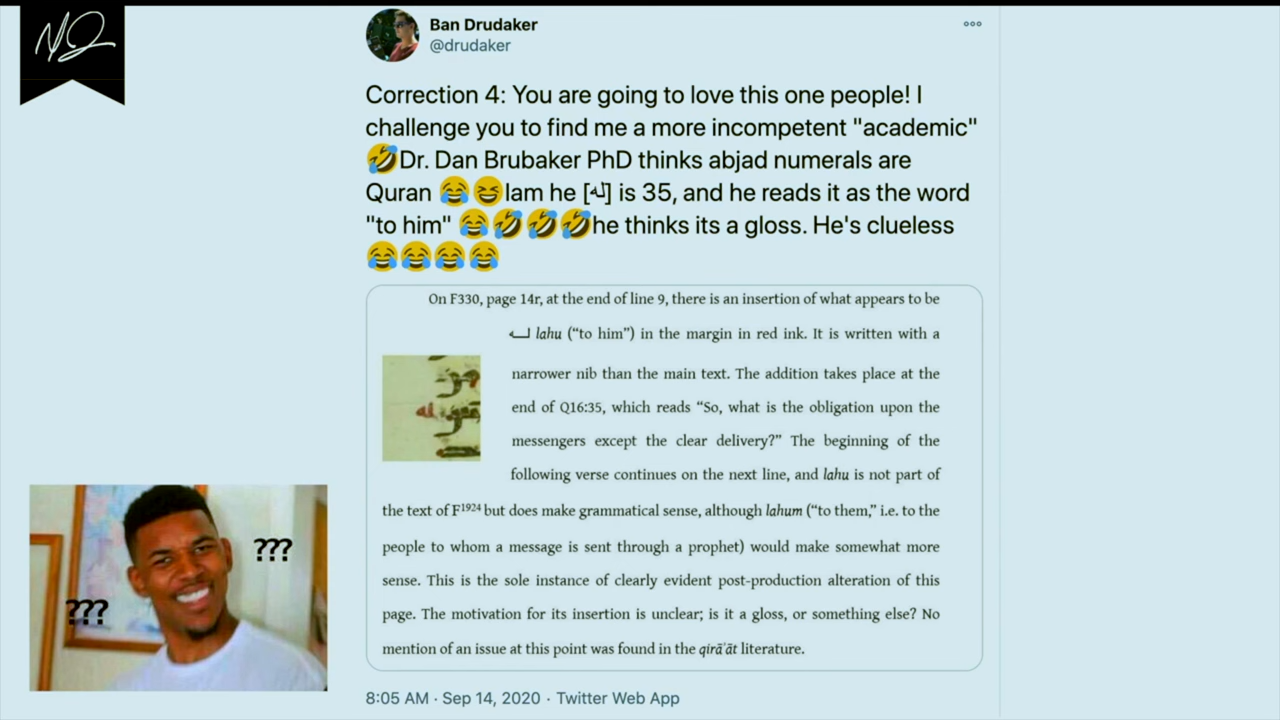 Ban Drudaker
@drudaker
Correction 4: You are going to love this one people! I
challenge you to find me a more incompetent "academic"
🤣Dr. Dan Brubaker PhD thinks abjad numerals are
Quran 😂😆lam he [له] is 35, and he reads it as the word
"to him" 😂🤣🤣🤣he thinks its a gloss. He's clueless
😂😂😂😂
On F330, page 14r, at the end of line 9, there is an insertion of what appears to be
لــه lahu (“to him”) in the margin in red ink. It is written with a
narrower nib than the main text. The addition takes place at the
end of Q16:35, which reads “So, what is the obligation upon the
messengers except the clear delivery?” The beginning of the
following verse continues on the next line, and lahu is not part of
the text of F1924 but does make grammatical sense, although lahum (“to them,” i.e. to the
people to whom a message is sent through a prophet) would make somewhat more
sense. This is the sole instance of clearly evident post-production alteration of this
page. The motivation for its insertion is unclear; is it a gloss, or something else? No
mention of an issue at this point was found in the qirāʾāt literature.
8:05 AM · Sep 14, 2020 · Twitter Web App
???
???